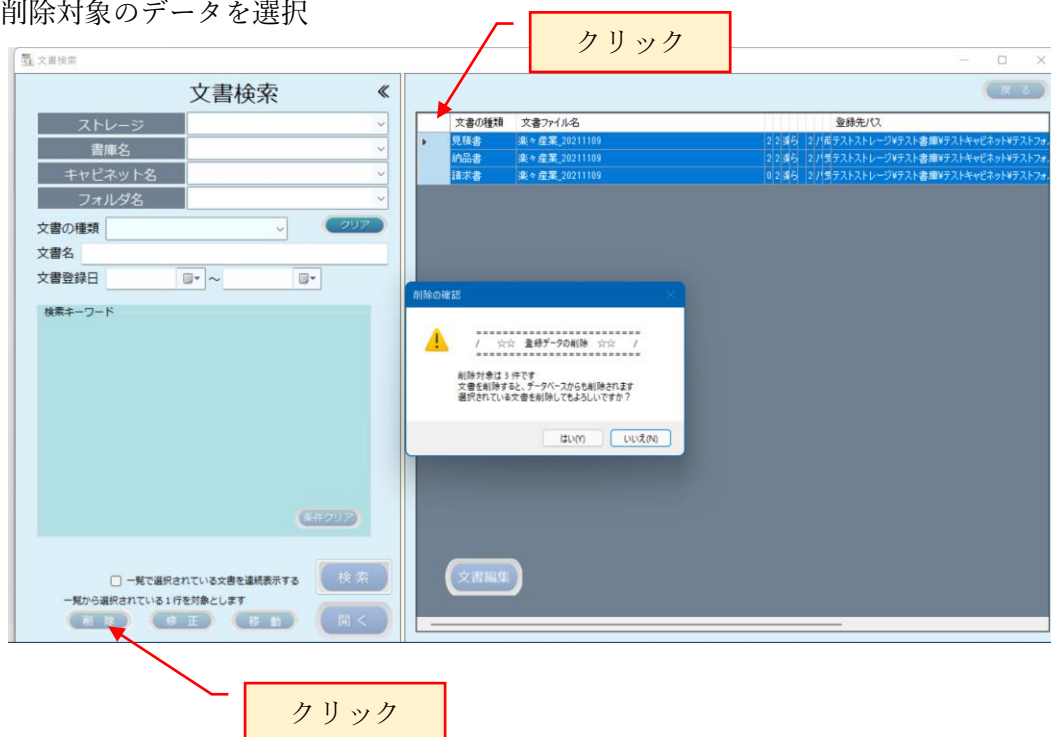 削除対象のデータを選択
クリック
文書検索
文書検索 《
戻る
ストレージ
書庫名
キャビネット名
フォルダ名
文書の種類 クリア
文書名
文書登録日 ～
検索キーワード
条件クリア
文書の種類 文書ファイル名 登録先パス
見積書 楽々産業_20211109 テストストレージ¥テスト書庫¥テストキャビネット¥テストフォ
納品書 楽々産業_20211109 テストストレージ¥テスト書庫¥テストキャビネット¥テストフォ
請求書 楽々産業_20211109 テストストレージ¥テスト書庫¥テストキャビネット¥テストフォ
削除の確認
=========================
/ ☆☆ 登録データの削除 ☆☆ /
=========================
削除対象は3件です
文書を削除すると、データベースからも削除されます
選択されている文書を削除してもよろしいですか？
はい(Y) いいえ(N)
一覧で選択されている文書を連続表示する
検索
一覧から選択されている1行を対象とします
削除 修正 移動 開く
文書編集
クリック